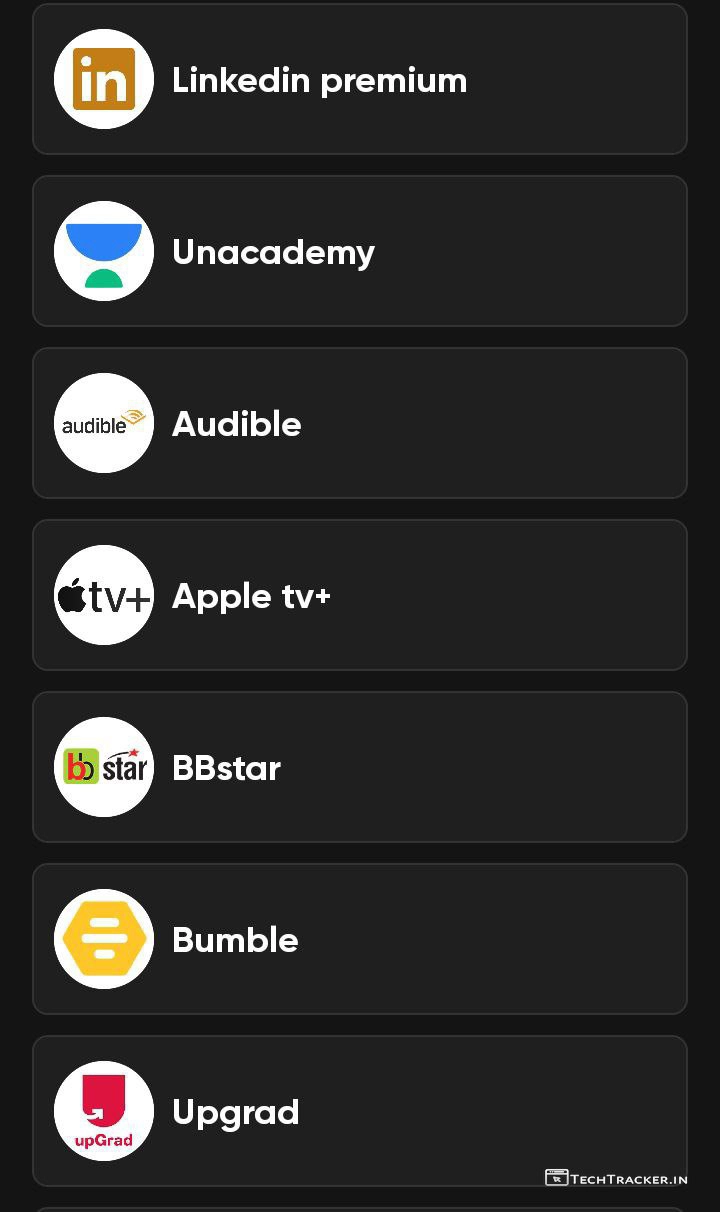 in
Linkedin premium
Unacademy
audible
Audible
tv+
Apple tv+
bb star
BBstar
Bumble
upGrad
Upgrad
TECHTRACKER.IN